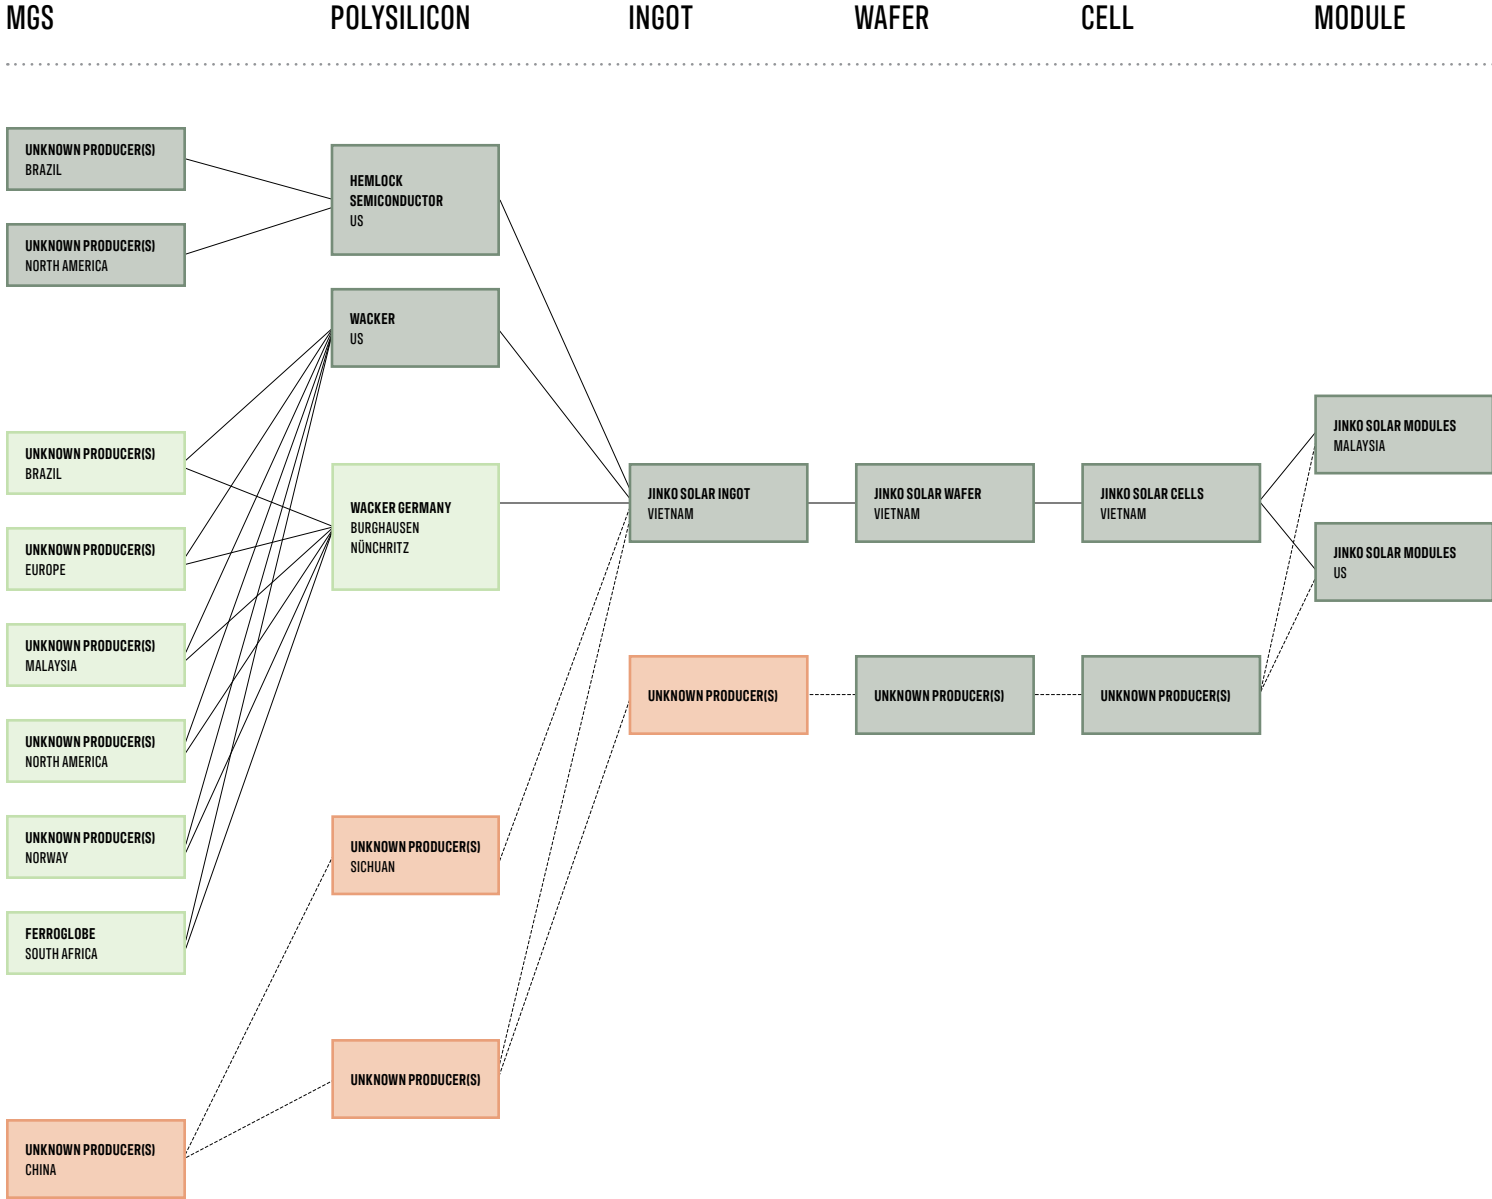 MGS
POLYSILICON
INGOT
WAFER
CELL
MODULE
UNKNOWN PRODUCER(S)
BRAZIL
UNKNOWN PRODUCER(S)
NORTH AMERICA
UNKNOWN PRODUCER(S)
BRAZIL
UNKNOWN PRODUCER(S)
EUROPE
UNKNOWN PRODUCER(S)
MALAYSIA
UNKNOWN PRODUCER(S)
NORTH AMERICA
UNKNOWN PRODUCER(S)
NORWAY
FERROGLOBE
SOUTH AFRICA
UNKNOWN PRODUCER(S)
CHINA
HEMLOCK
SEMICONDUCTOR
US
WACKER
US
WACKER GERMANY
BURGHAUSEN
NÜNCHRITZ
UNKNOWN PRODUCER(S)
SICHUAN
UNKNOWN PRODUCER(S)
JINKO SOLAR INGOT
VIETNAM
UNKNOWN PRODUCER(S)
JINKO SOLAR WAFER
VIETNAM
UNKNOWN PRODUCER(S)
JINKO SOLAR CELLS
VIETNAM
UNKNOWN PRODUCER(S)
JINKO SOLAR MODULES
MALAYSIA
JINKO SOLAR MODULES
US